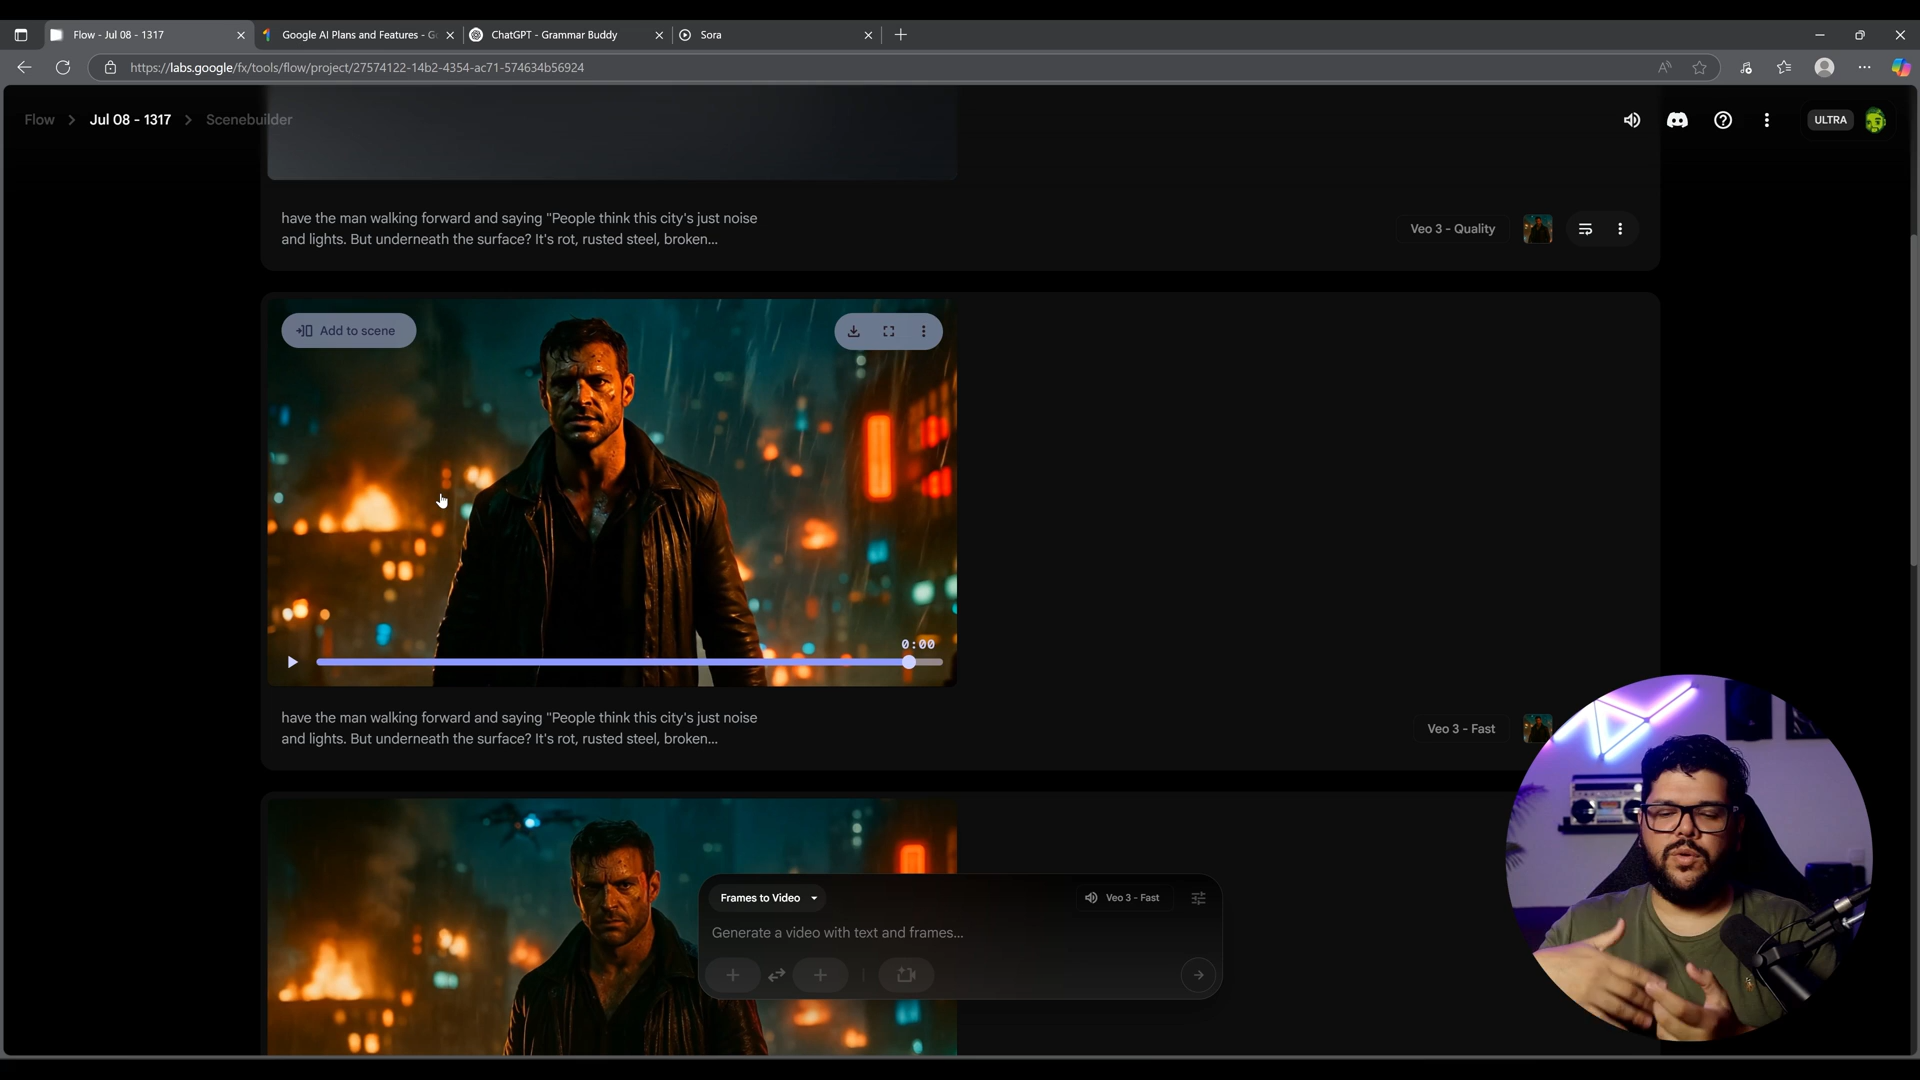 Flow - Jul 08 - 1317
Google AI Plans and Features - G
ChatGPT - Grammar Buddy
Sora
https://labs.google/fx/tools/flow/project/27574122-14b2-4354-ac71-574634b56924
Flow > Jul 08 - 1317 > Scenebuilder
ULTRA
have the man walking forward and saying "People think this city's just noise
and lights. But underneath the surface? It's rot, rusted steel, broken...
Veo 3 - Quality
Add to scene
0:00
have the man walking forward and saying "People think this city's just noise
and lights. But underneath the surface? It's rot, rusted steel, broken...
Veo 3 - Fast
Frames to Video
Veo 3 - Fast
Generate a video with text and frames...